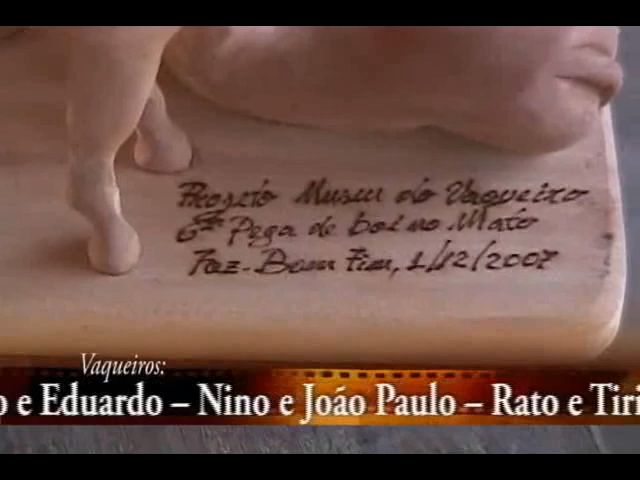 Projeto Museu do Vaqueiro
6ª Pega de boi no Mato
Faz. Bom Fim, 1/12/2007
Vaqueiros:
o e Eduardo – Nino e João Paulo – Rato e Tiri